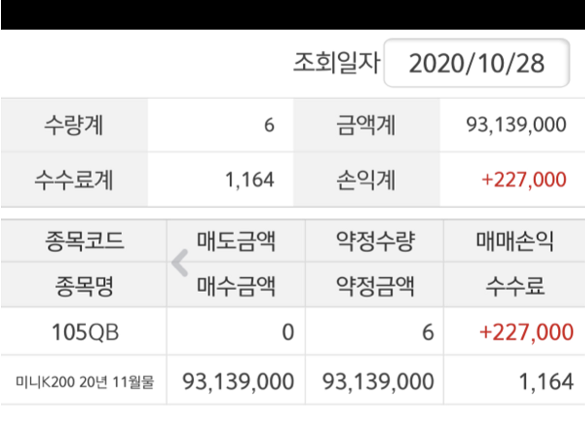 조회일자 2020/10/28
수량계 6 금액계 93,139,000
수수료계 1,164 손익계 +227,000
종목코드 매도금액 약정수량 매매손익
종목명 매수금액 약정금액 수수료
105QB 0 6 +227,000
미니K200 20년 11월물 93,139,000 93,139,000 1,164